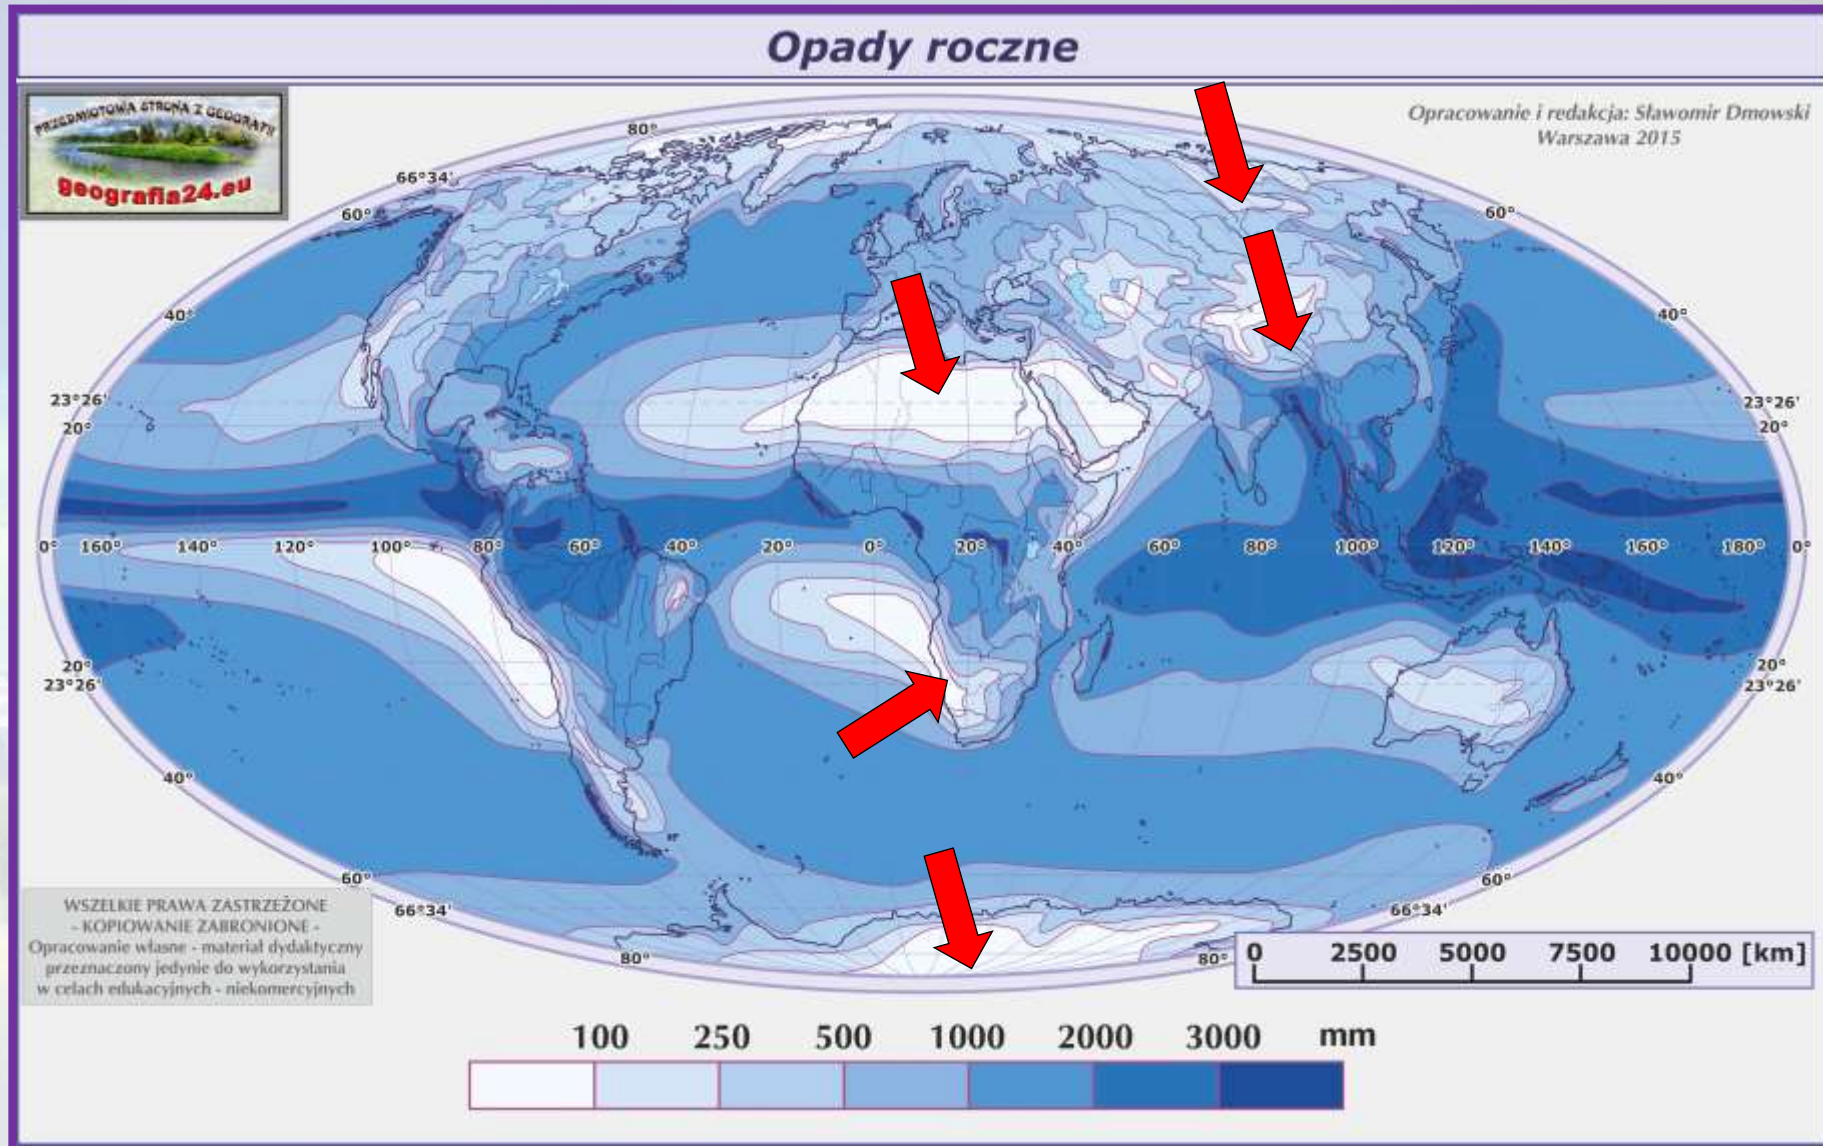 Opady roczne
PRZEDMIOTOWA STRONA Z GEOGRAFII
geografia24.eu
Opracowanie i redakcja: Sławomir Dmowski
Warszawa 2015
80°
66°34'
60°
60°
40°
40°
23°26'
23°26'
20°
20°
0° 160° 140° 120° 100° 80° 60° 40° 20° 0° 20° 40° 60° 80° 100° 120° 140° 160° 180° 0°
20°
20°
23°26'
23°26'
40°
40°
60°
60°
66°34'
66°34'
80°
80°
WSZELKIE PRAWA ZASTRZEŻONE
- KOPIOWANIE ZABRONIONE -
Opracowanie własne - materiał dydaktyczny
przeznaczony jedynie do wykorzystania
w celach edukacyjnych - niekomercyjnych
0 2500 5000 7500 10000 [km]
100 250 500 1000 2000 3000 mm